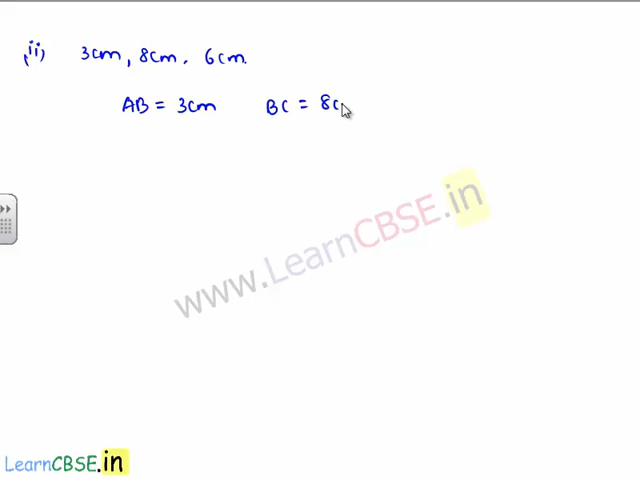 (ii) 3cm, 8cm, 6cm.
AB = 3cm BC = 8c
www.LearnCBSE.in
LearnCBSE.in